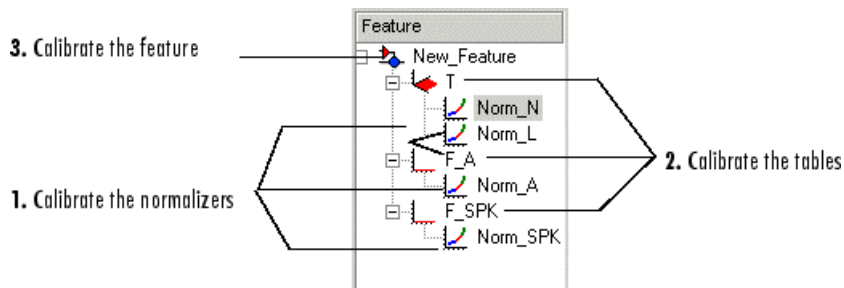 Feature
3. Calibrate the feature
New_Feature
T
Norm_N
Norm_L
F_A
2. Calibrate the tables
Norm_A
1. Calibrate the normalizers
F_SPK
Norm_SPK